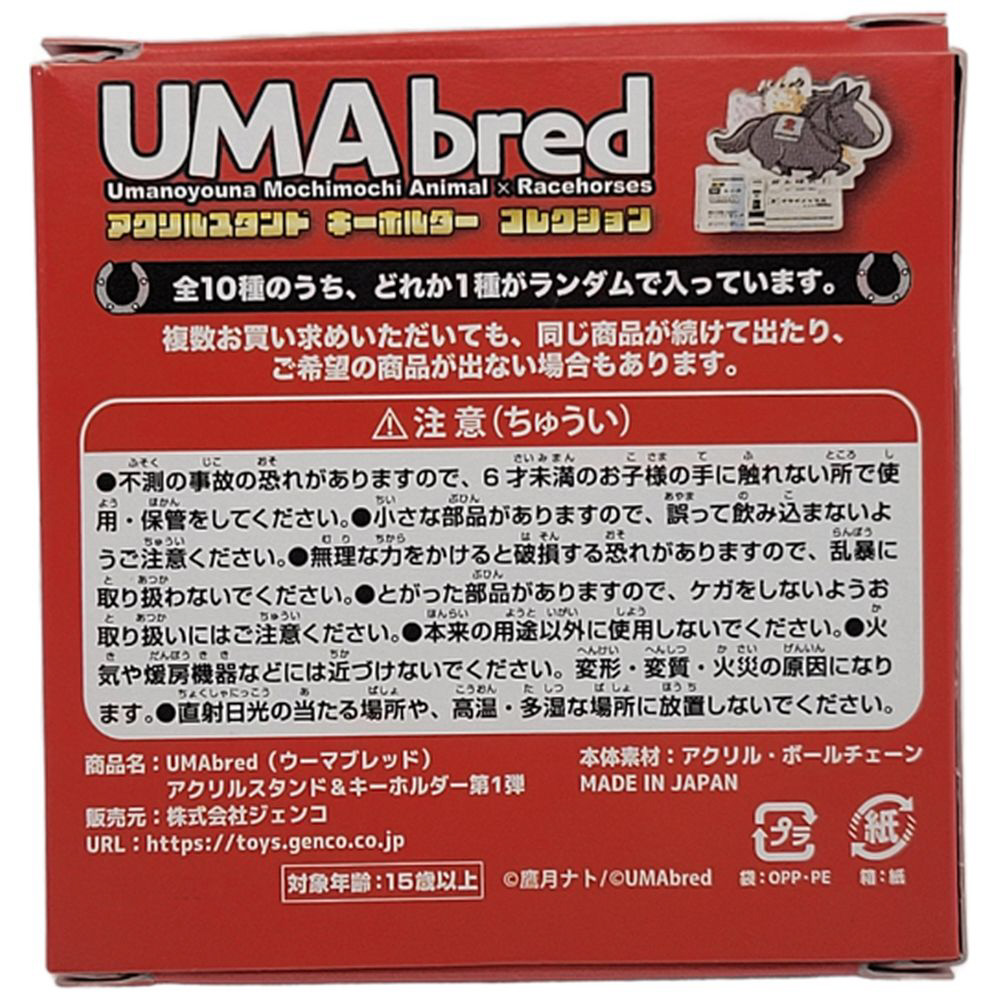 UMAbred
Umanoyouna Mochimochi Animal × Racehorses
アクリルスタンド キーホルダー コレクション
全10種のうち、どれか1種がランダムで入っています。
複数お買い求めいただいても、同じ商品が続けて出たり、
ご希望の商品が出ない場合もあります。
⚠注意(ちゅうい)
●不測の事故の恐れがありますので、6才未満のお子様の手に触れない所で使
用・保管をしてください。●小さな部品がありますので、誤って飲み込まないよ
うご注意ください。●無理な力をかけると破損する恐れがありますので、乱暴に
取り扱わないでください。●とがった部品がありますので、ケガをしないようお
取り扱いにはご注意ください。●本来の用途以外に使用しないでください。●火
気や暖房機器などには近づけないでください。変形・変質・火災の原因になり
ます。●直射日光の当たる場所や、高温・多湿な場所に放置しないでください。
商品名:UMAbred(ウーマブレッド)
アクリルスタンド&キーホルダー第1弾
販売元:株式会社ジェンコ
URL:https://toys.genco.co.jp
本体素材:アクリル・ボールチェーン
MADE IN JAPAN
プラ
紙
袋:OPP・PE
箱:紙
対象年齢:15歳以上
©鷹月ナト/©UMAbred